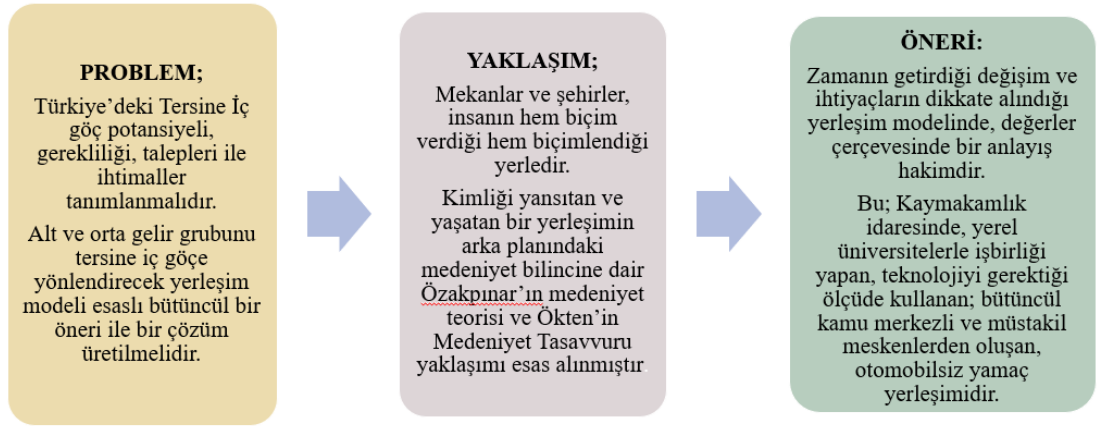 PROBLEM;
Türkiye’deki Tersine İç
göç potansiyeli,
gerekliliği, talepleri ile
ihtimaller
tanımlanmalıdır.
Alt ve orta gelir grubunu
tersine iç göçe
yönlendirecek yerleşim
modeli esaslı bütüncül bir
öneri ile bir çözüm
üretilmelidir.
YAKLAŞIM;
Mekanlar ve şehirler,
insanın hem biçim
verdiği hem biçimlendiği
yerledir.
Kimliği yansıtan ve
yaşatan bir yerleşimin
arka planındaki
medeniyet bilincine dair
Özakpınar’ın medeniyet
teorisi ve Ökten’in
Medeniyet Tasavvuru
yaklaşımı esas alınmıştır.
ÖNERİ:
Zamanın getirdiği değişim ve
ihtiyaçların dikkate alındığı
yerleşim modelinde, değerler
çerçevesinde bir anlayış
hakimdir.
Bu; Kaymakamlık
idaresinde, yerel
üniversitelerle işbirliği
yapan, teknolojiyi gerektiği
ölçüde kullanan; bütüncül
kamu merkezli ve müstakil
meskenlerden oluşan,
otomobilsiz yamaç
yerleşimidir.